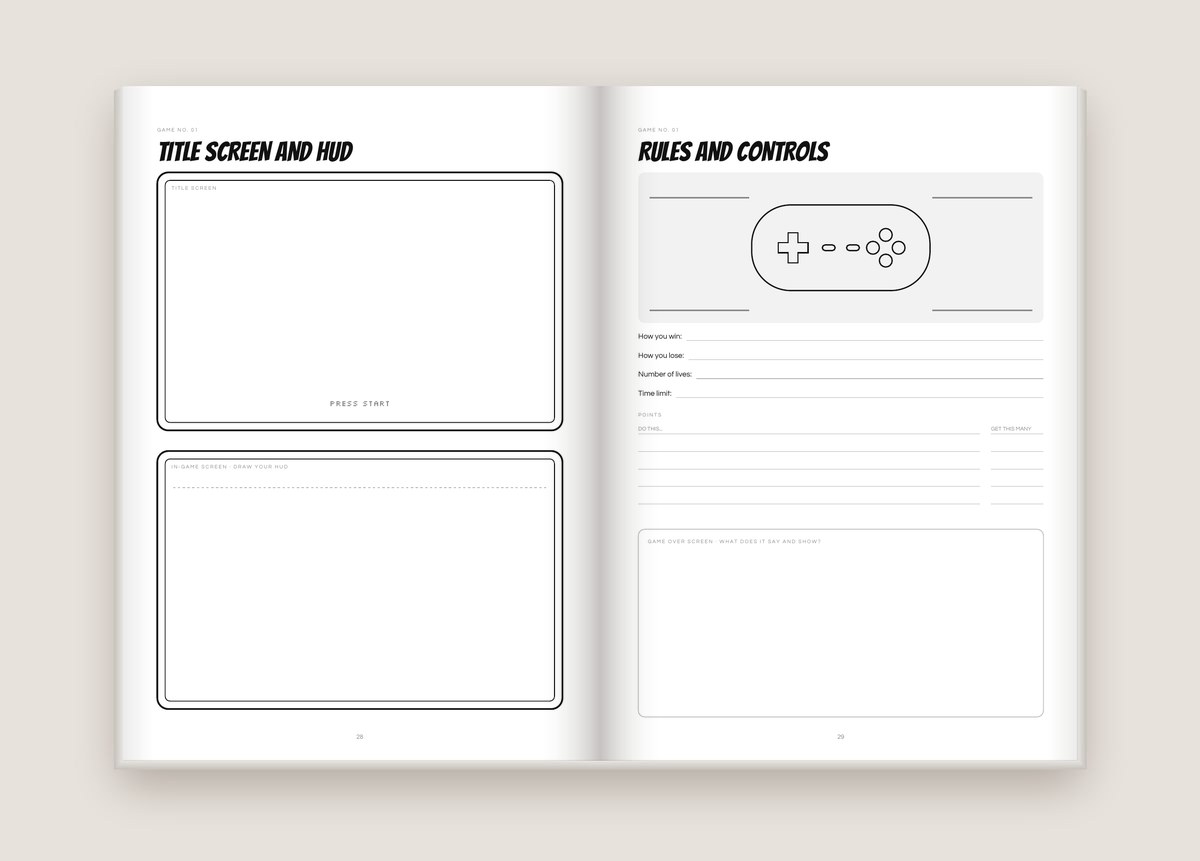 GAME NO. 01
TITLE SCREEN AND HUD
TITLE SCREEN
PRESS START
IN-GAME SCREEN · DRAW YOUR HUD
28
GAME NO. 01
RULES AND CONTROLS
How you win:
How you lose:
Number of lives:
Time limit:
POINTS
DO THIS... GET THIS MANY
GAME OVER SCREEN · WHAT DOES IT SAY AND SHOW?
29